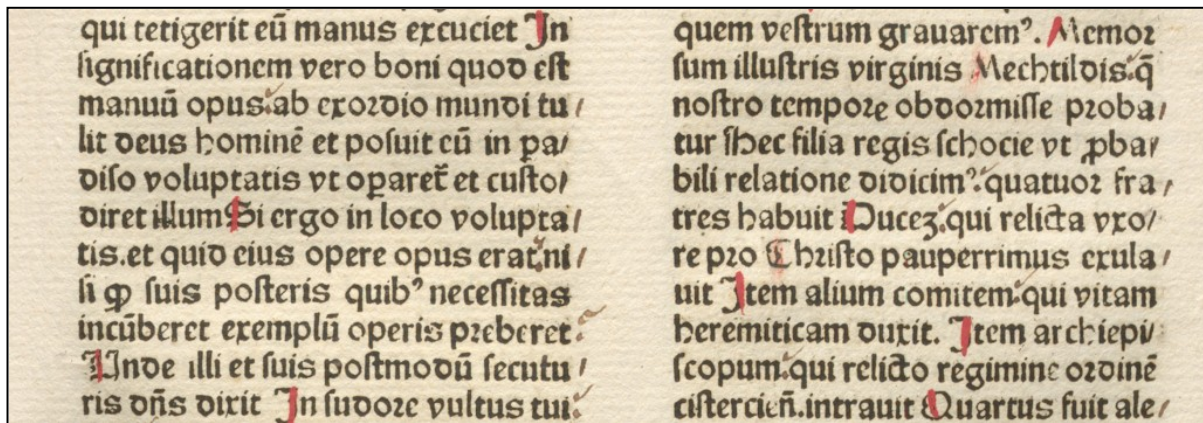 qui tetigerit eū manus excuciet In
ſignificationem vero boni quod eſt
manuū opus. ab exordio mundi tu/
lit deus hominē et poſuit eū in pa/
diſo voluptatis vt oꝑaret᷑ et cuſto/
diret illum Si ergo in loco volupta/
tis. et quid eius opere opus erat. ni/
ſi ꝙ ſuis poſteris quibꝰ neceſſitas
incūberet exemplū operis preberet.
Unde illi et ſuis poſtmodū ſecutu/
ris dn̄s dixit In ſudore vultus tui.
quem veſtrum grauaremꝰ. Memor
ſum illuſtris virginis Mechtildis. q̄
noſtro tempore obdormiſſe proba/
tur ſhec filia regis ſchocie vt ꝓba/
bili relatione didicimꝰ. quatuor fra/
tres habuit Ducez. qui relicta vxo/
re pro Chriſto pauperrimus exula/
uit Item alium comitem. qui vitam
heremiticam duxit. Item archiepi/
ſcopum. qui relicto regimine ordinē
ciſtercien̄. intrauit Quartus fuit ale/